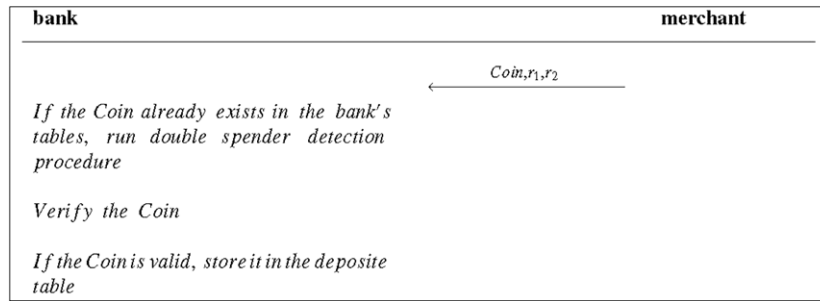 bank merchant
Coin,r₁,r₂
If the Coin already exists in the bank's
tables, run double spender detection
procedure
Verify the Coin
If the Coin is valid, store it in the deposite
table